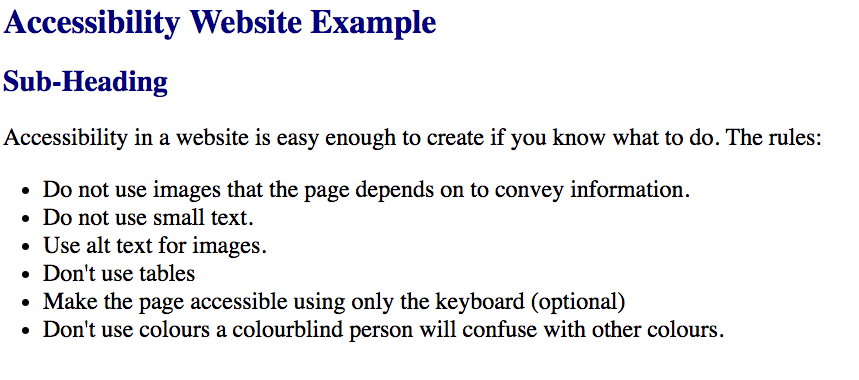 Accessibility Website Example
Sub-Heading
Accessibility in a website is easy enough to create if you know what to do. The rules:
• Do not use images that the page depends on to convey information.
• Do not use small text.
• Use alt text for images.
• Don't use tables
• Make the page accessible using only the keyboard (optional)
• Don't use colours a colourblind person will confuse with other colours.